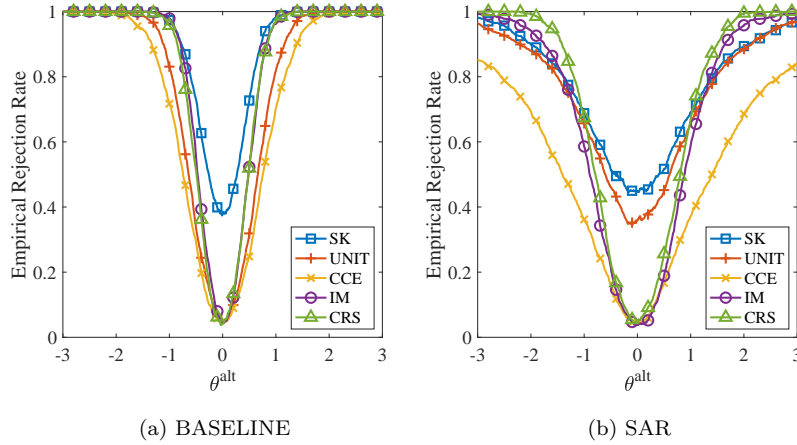 1
0.8
0.6
0.4
0.2
0
Empirical Rejection Rate
-3 -2 -1 0 1 2 3
θ^alt
SK
UNIT
CCE
IM
CRS
(a) BASELINE
1
0.8
0.6
0.4
0.2
0
Empirical Rejection Rate
-3 -2 -1 0 1 2 3
θ^alt
SK
UNIT
CCE
IM
CRS
(b) SAR